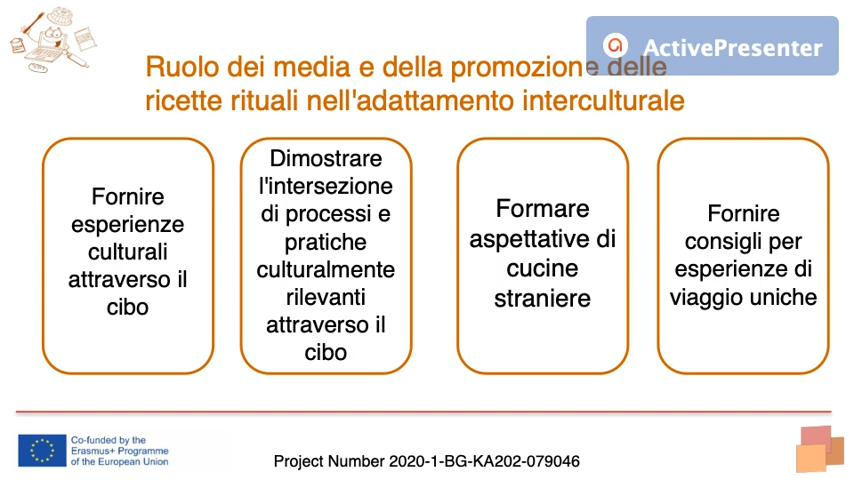 ActivePresenter
Ruolo dei media e della promozione delle
ricette rituali nell'adattamento interculturale
Fornire
esperienze
culturali
attraverso il
cibo
Dimostrare
l'intersezione
di processi e
pratiche
culturalmente
rilevanti
attraverso il
cibo
Formare
aspettative di
cucine
straniere
Fornire
consigli per
esperienze di
viaggio uniche
Co-funded by the
Erasmus+ Programme
of the European Union
Project Number 2020-1-BG-KA202-079046